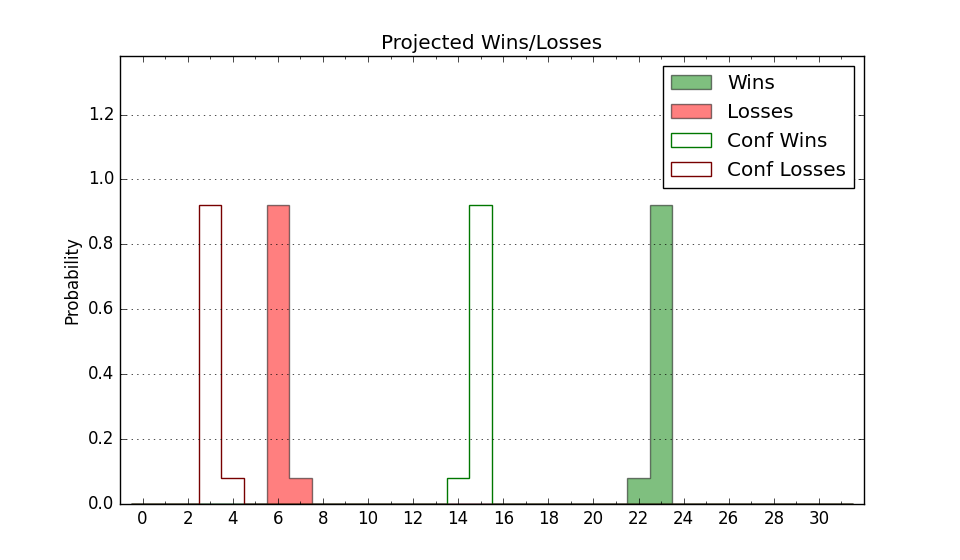 Projected Wins/Losses
Wins
Losses
Conf Wins
Conf Losses
Probability
1.2
1.0
0.8
0.6
0.4
0.2
0.0
0 2 4 6 8 10 12 14 16 18 20 22 24 26 28 30